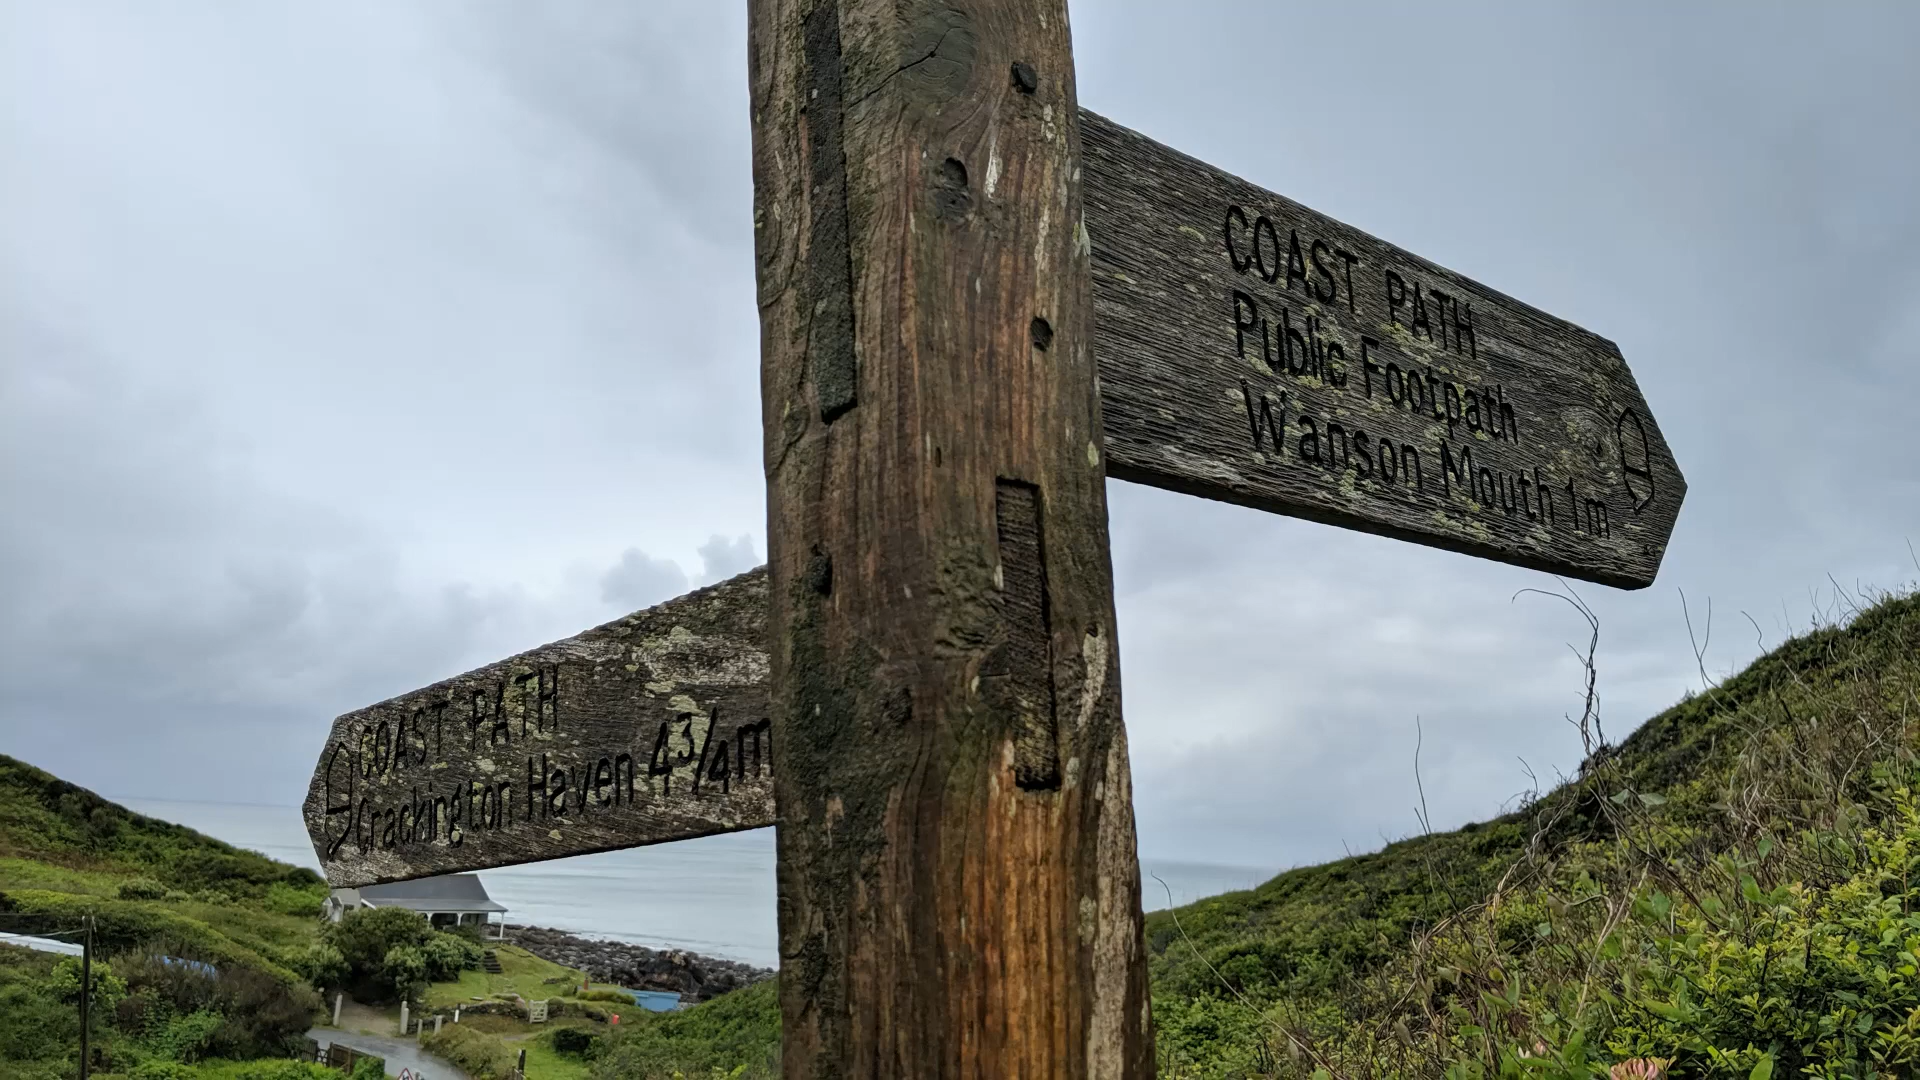 COAST PATH
Public Footpath
Wanson Mouth 1m
COAST PATH
Crackington Haven 4¾m